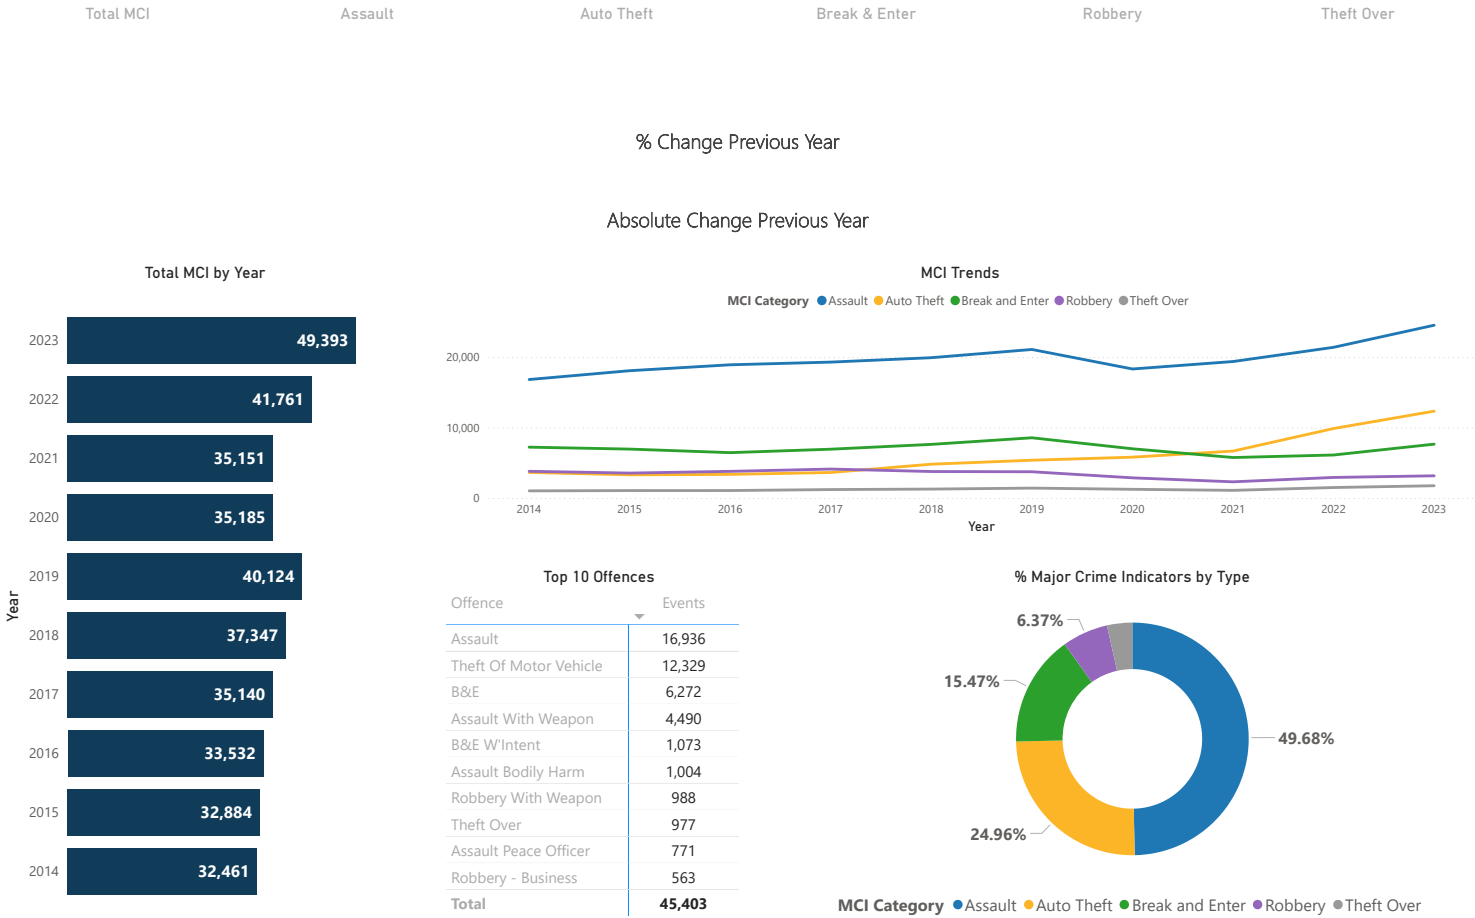 Total MCI Assault Auto Theft Break & Enter Robbery Theft Over
% Change Previous Year
Absolute Change Previous Year
Total MCI by Year
Year
2023 49,393
2022 41,761
2021 35,151
2020 35,185
2019 40,124
2018 37,347
2017 35,140
2016 33,532
2015 32,884
2014 32,461
MCI Trends
MCI Category Assault Auto Theft Break and Enter Robbery Theft Over
20,000
10,000
0
2014 2015 2016 2017 2018 2019 2020 2021 2022 2023
Year
Top 10 Offences
Offence Events
Assault 16,936
Theft Of Motor Vehicle 12,329
B&E 6,272
Assault With Weapon 4,490
B&E W'Intent 1,073
Assault Bodily Harm 1,004
Robbery With Weapon 988
Theft Over 977
Assault Peace Officer 771
Robbery - Business 563
Total 45,403
% Major Crime Indicators by Type
6.37%
15.47%
49.68%
24.96%
MCI Category Assault Auto Theft Break and Enter Robbery Theft Over